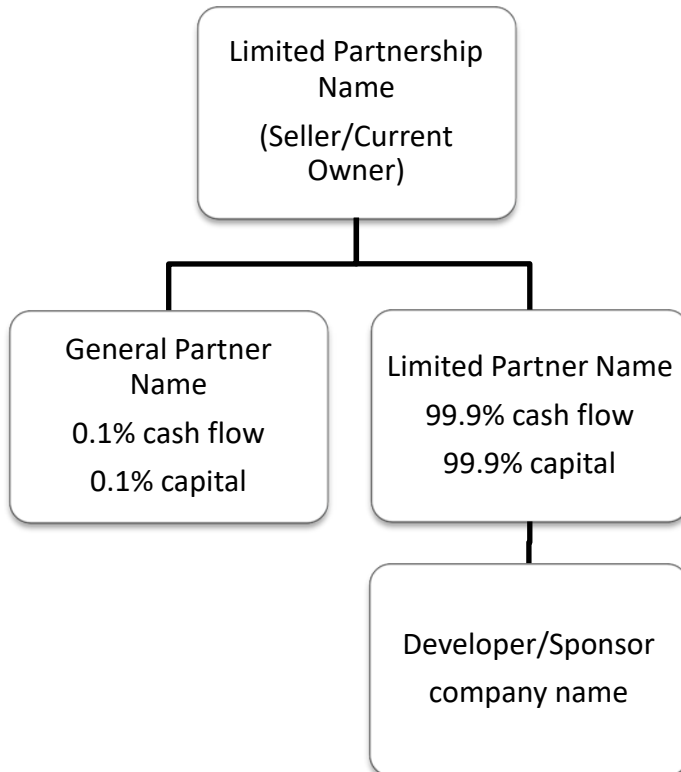 Limited Partnership
Name
(Seller/Current
Owner)
General Partner
Name
0.1% cash flow
0.1% capital
Limited Partner Name
99.9% cash flow
99.9% capital
Developer/Sponsor
company name